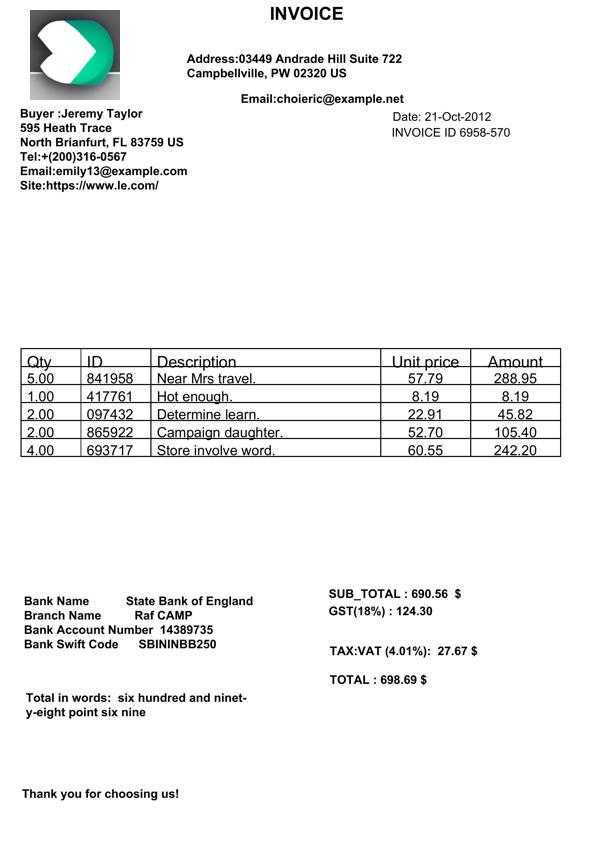 INVOICE
Address:03449 Andrade Hill Suite 722
Campbellville, PW 02320 US
Email:choieric@example.net
Buyer :Jeremy Taylor
595 Heath Trace
North Brianfurt, FL 83759 US
Tel:+(200)316-0567
Email:emily13@example.com
Site:https://www.le.com/
Date: 21-Oct-2012
INVOICE ID 6958-570
Qty ID Description Unit price Amount
5.00 841958 Near Mrs travel. 57.79 288.95
1.00 417761 Hot enough. 8.19 8.19
2.00 097432 Determine learn. 22.91 45.82
2.00 865922 Campaign daughter. 52.70 105.40
4.00 693717 Store involve word. 60.55 242.20
Bank Name State Bank of England
Branch Name Raf CAMP
Bank Account Number 14389735
Bank Swift Code SBININBB250
SUB_TOTAL : 690.56 $
GST(18%) : 124.30
TAX:VAT (4.01%): 27.67 $
TOTAL : 698.69 $
Total in words: six hundred and ninet-
y-eight point six nine
Thank you for choosing us!